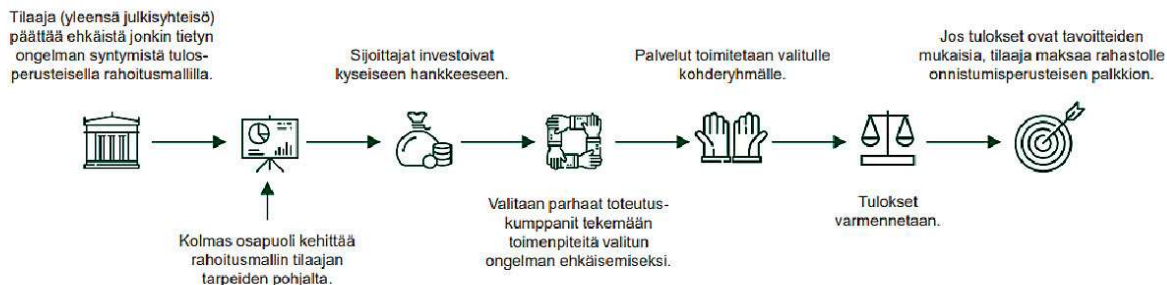 Tilaaja (yleensä julkisyhteisö)
päättää ehkäistä jonkin tietyn
ongelman syntymistä tulos-
perusteisella rahoitusmallilla.
Kolmas osapuoli kehittää
rahoitusmallin tilaajan
tarpeiden pohjalta.
Sijoittajat investoivat
kyseiseen hankkeeseen.
Valitaan parhaat toteutus-
kumppanit tekemään
toimenpiteitä valitun
ongelman ehkäisemiseksi.
Palvelut toimitetaan valitulle
kohderyhmälle.
Tulokset
varmennetaan.
Jos tulokset ovat tavoitteiden
mukaisia, tilaaja maksaa rahastolle
onnistumisperusteisen palkkion.